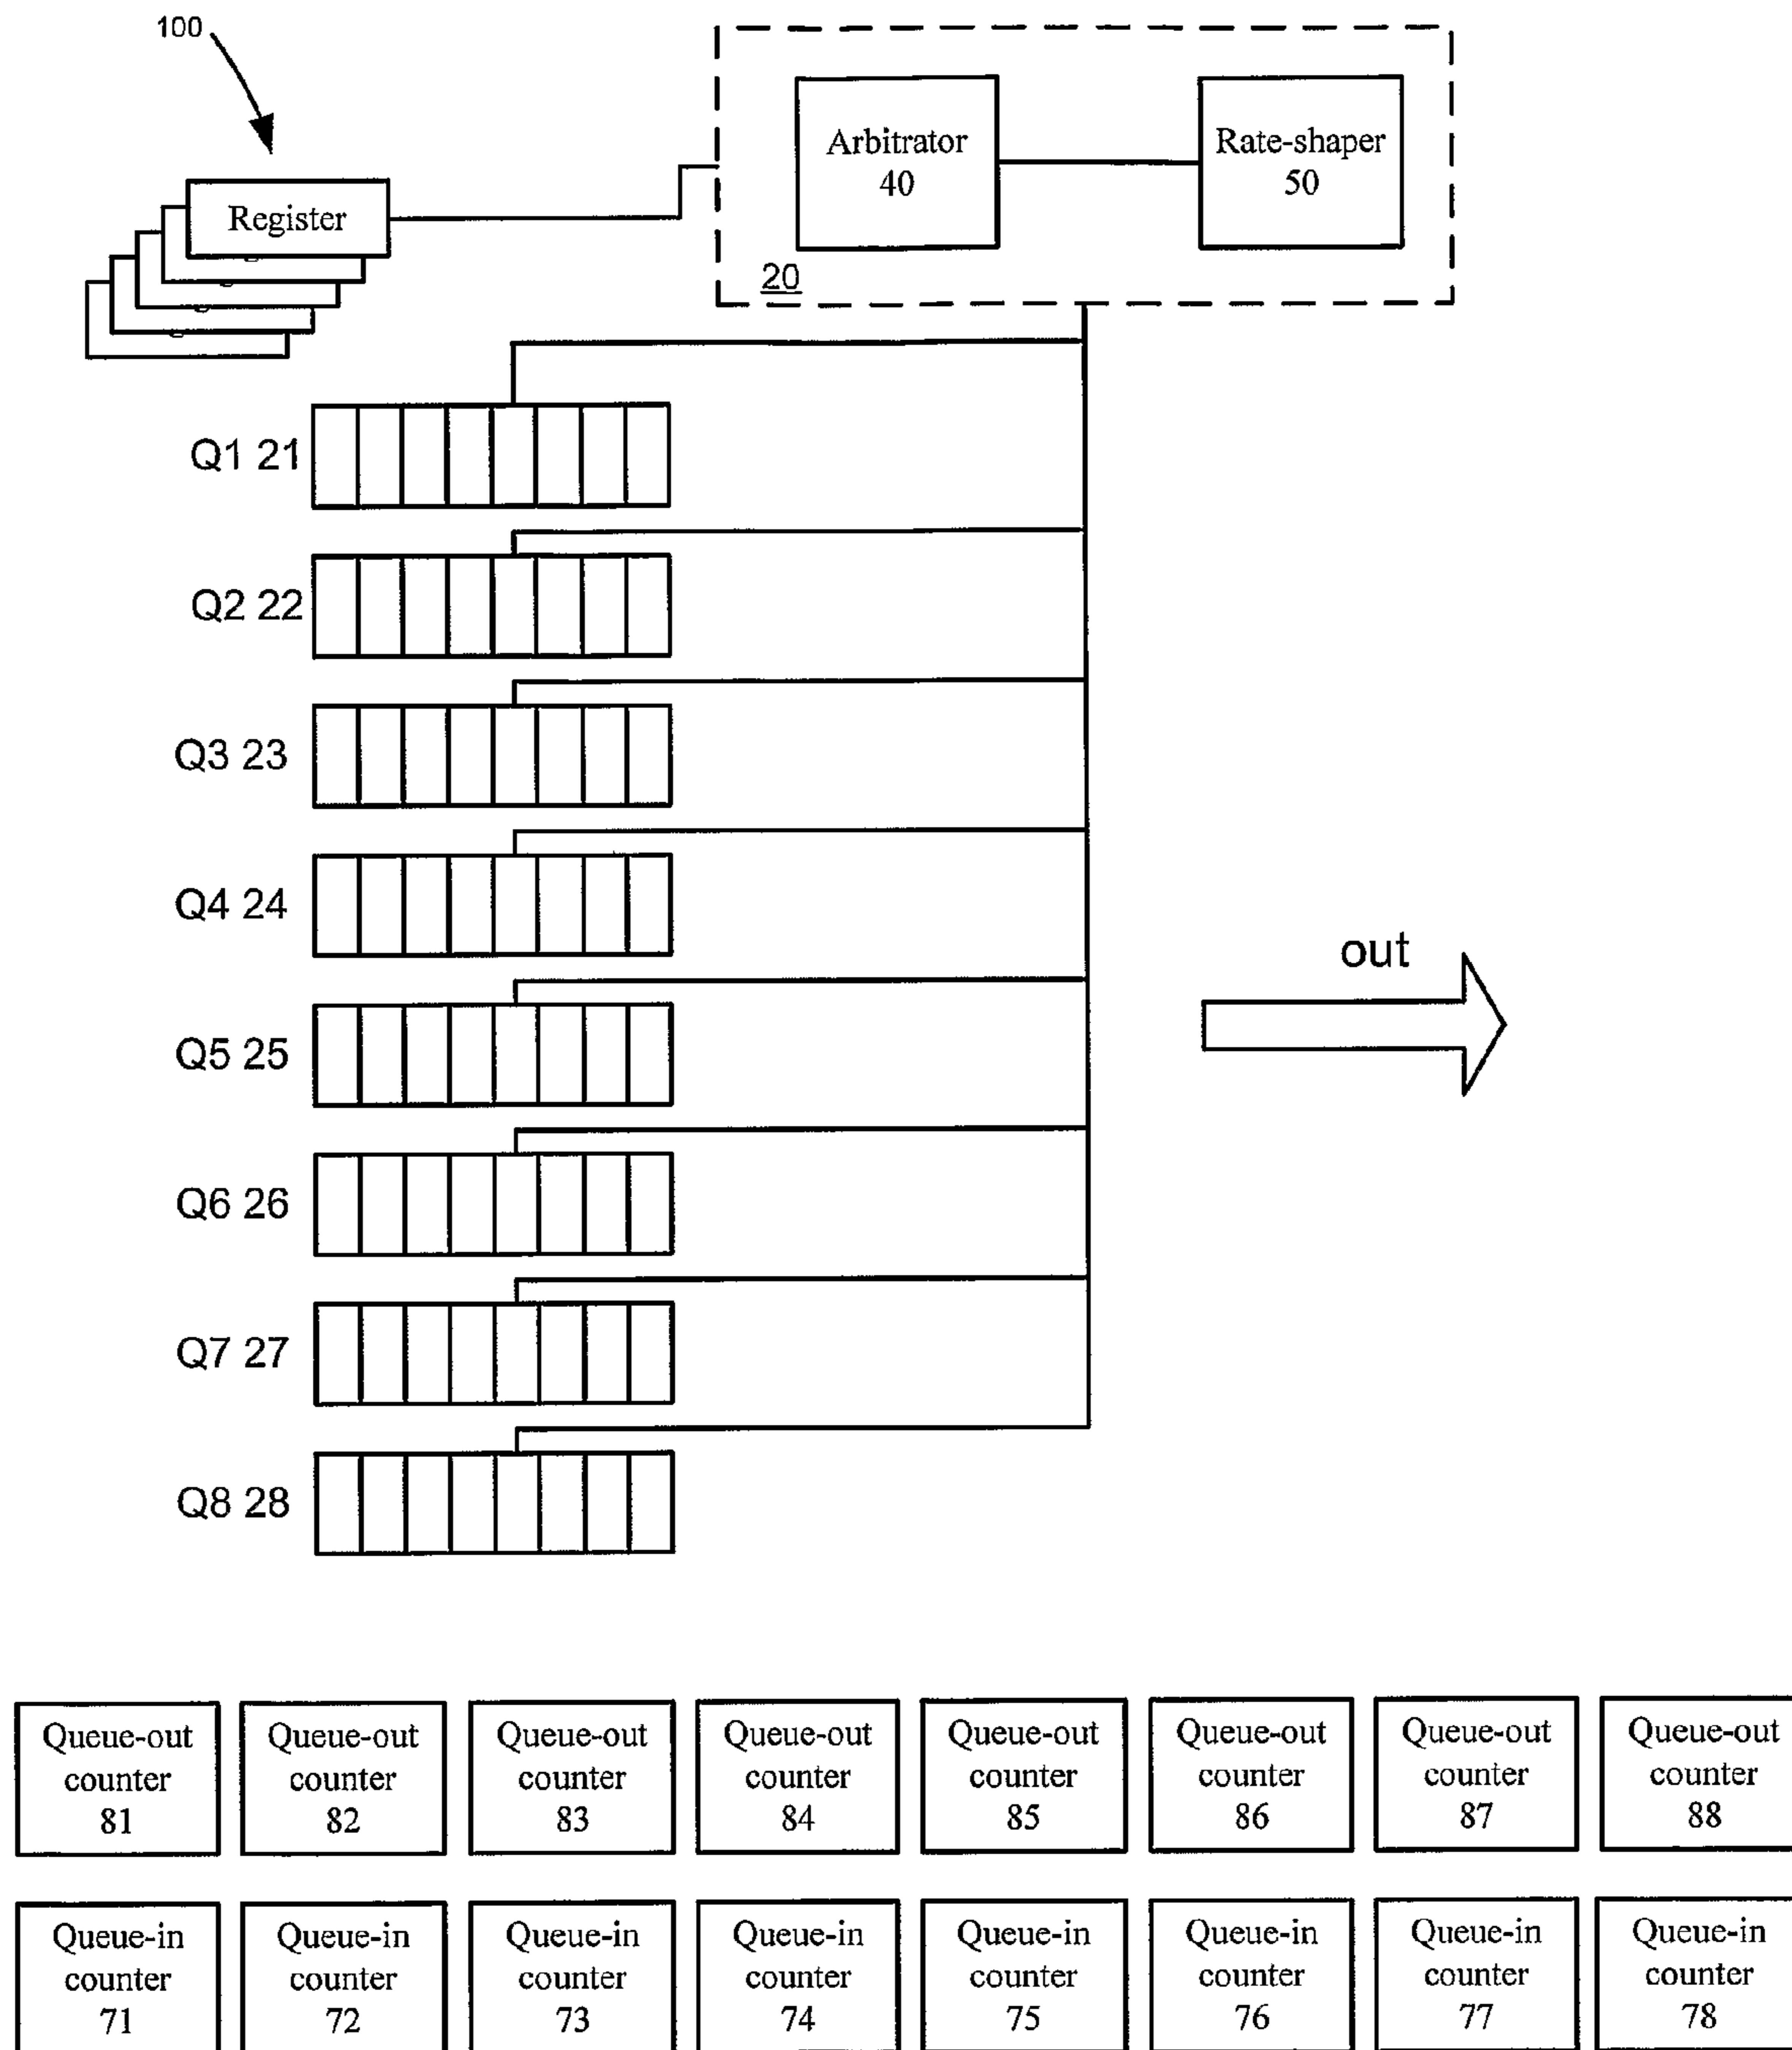 100
Register
Arbitrator
40
Rate-shaper
50
20
Q1 21
Q2 22
Q3 23
Q4 24
out
Q5 25
Q6 26
Q7 27
Q8 28
Queue-out
counter
81
Queue-out
counter
82
Queue-out
counter
83
Queue-out
counter
84
Queue-out
counter
85
Queue-out
counter
86
Queue-out
counter
87
Queue-out
counter
88
Queue-in
counter
71
Queue-in
counter
72
Queue-in
counter
73
Queue-in
counter
74
Queue-in
counter
75
Queue-in
counter
76
Queue-in
counter
77
Queue-in
counter
78